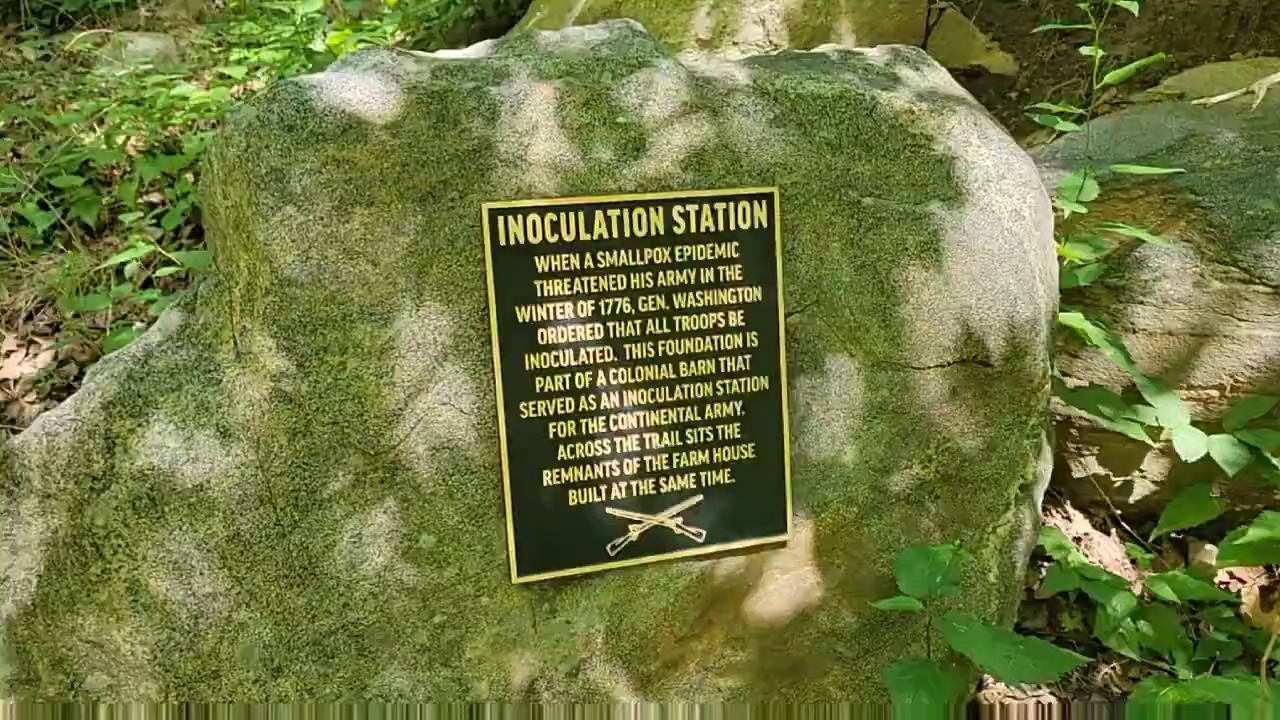 INOCULATION STATION
WHEN A SMALLPOX EPIDEMIC
THREATENED HIS ARMY IN THE
WINTER OF 1776, GEN. WASHINGTON
ORDERED THAT ALL TROOPS BE
INOCULATED. THIS FOUNDATION IS
PART OF A COLONIAL BARN THAT
SERVED AS AN INOCULATION STATION
FOR THE CONTINENTAL ARMY.
ACROSS THE TRAIL SITS THE
REMNANTS OF THE FARM HOUSE
BUILT AT THE SAME TIME.